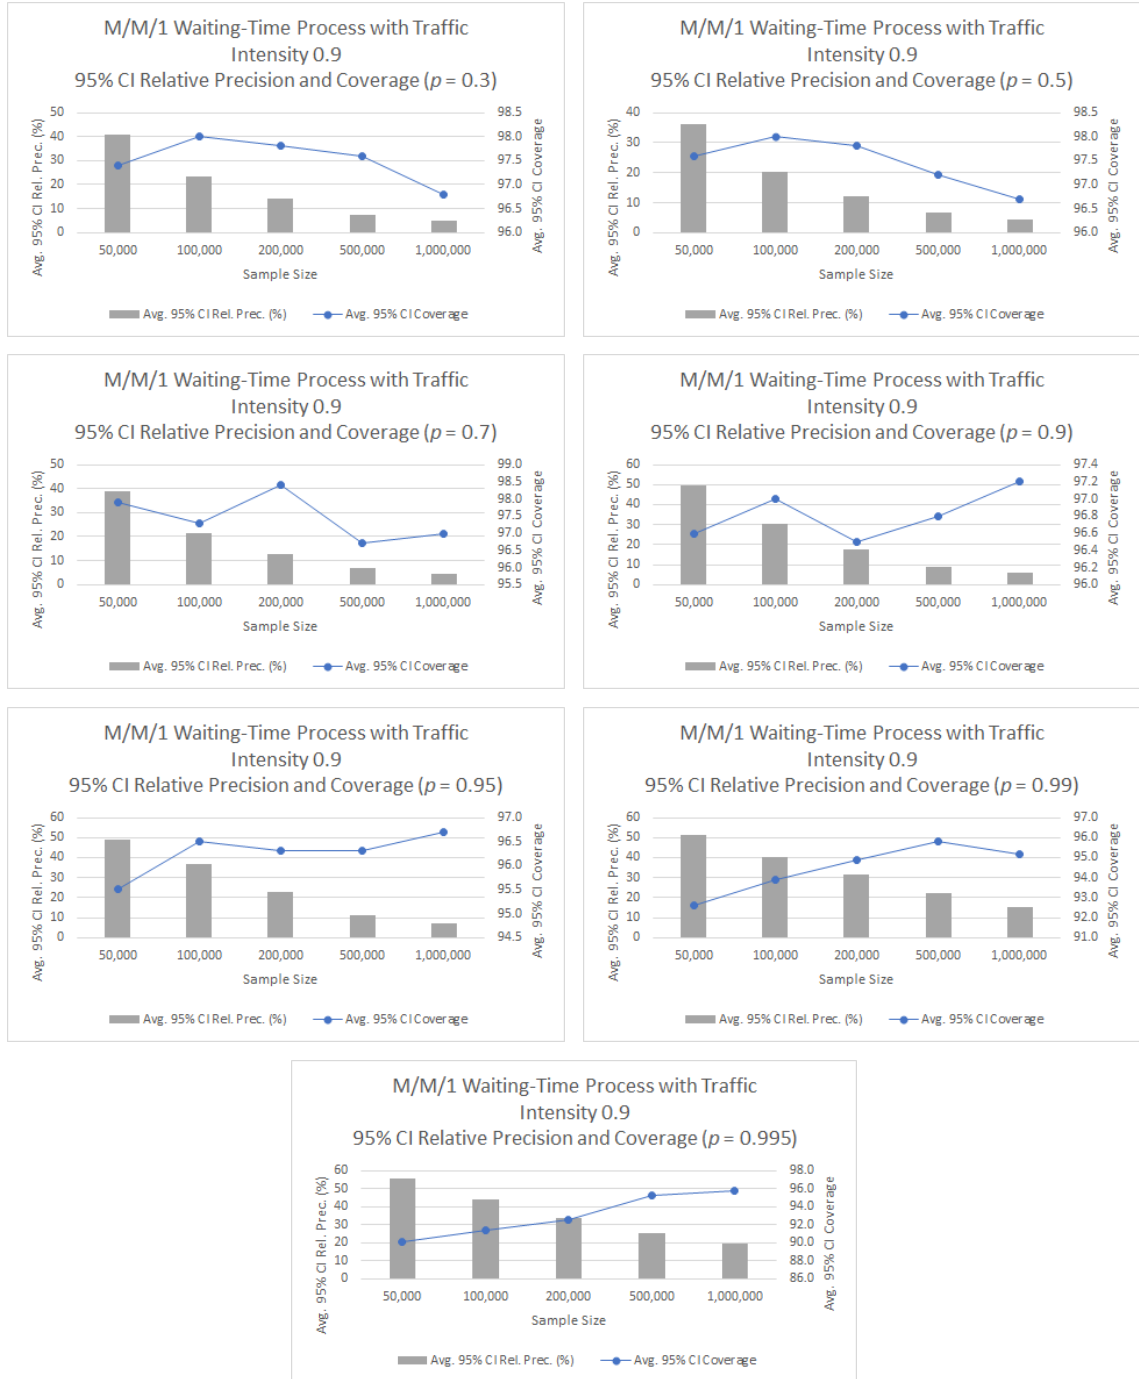 M/M/1 Waiting-Time Process with Traffic
Intensity 0.9
95% CI Relative Precision and Coverage (p = 0.3)
Avg. 95% CI Rel. Prec. (%)
50
40
30
20
10
0
98.5
98.0
97.5
97.0
96.5
96.0
Avg. 95% CI Coverage
50,000 100,000 200,000 500,000 1,000,000
Sample Size
Avg. 95% CI Rel. Prec. (%) Avg. 95% CI Coverage
M/M/1 Waiting-Time Process with Traffic
Intensity 0.9
95% CI Relative Precision and Coverage (p = 0.5)
Avg. 95% CI Rel. Prec. (%)
40
30
20
10
0
98.5
98.0
97.5
97.0
96.5
96.0
Avg. 95% CI Coverage
50,000 100,000 200,000 500,000 1,000,000
Sample Size
Avg. 95% CI Rel. Prec. (%) Avg. 95% CI Coverage
M/M/1 Waiting-Time Process with Traffic
Intensity 0.9
95% CI Relative Precision and Coverage (p = 0.7)
Avg. 95% CI Rel. Prec. (%)
50
40
30
20
10
0
99.0
98.5
98.0
97.5
97.0
96.5
96.0
95.5
Avg. 95% CI Coverage
50,000 100,000 200,000 500,000 1,000,000
Sample Size
Avg. 95% CI Rel. Prec. (%) Avg. 95% CI Coverage
M/M/1 Waiting-Time Process with Traffic
Intensity 0.9
95% CI Relative Precision and Coverage (p = 0.9)
Avg. 95% CI Rel. Prec. (%)
60
50
40
30
20
10
0
97.4
97.2
97.0
96.8
96.6
96.4
96.2
96.0
Avg. 95% CI Coverage
50,000 100,000 200,000 500,000 1,000,000
Sample Size
Avg. 95% CI Rel. Prec. (%) Avg. 95% CI Coverage
M/M/1 Waiting-Time Process with Traffic
Intensity 0.9
95% CI Relative Precision and Coverage (p = 0.95)
Avg. 95% CI Rel. Prec. (%)
60
50
40
30
20
10
0
97.0
96.5
96.0
95.5
95.0
94.5
Avg. 95% CI Coverage
50,000 100,000 200,000 500,000 1,000,000
Sample Size
Avg. 95% CI Rel. Prec. (%) Avg. 95% CI Coverage
M/M/1 Waiting-Time Process with Traffic
Intensity 0.9
95% CI Relative Precision and Coverage (p = 0.99)
Avg. 95% CI Rel. Prec. (%)
60
50
40
30
20
10
0
97.0
96.0
95.0
94.0
93.0
92.0
91.0
Avg. 95% CI Coverage
50,000 100,000 200,000 500,000 1,000,000
Sample Size
Avg. 95% CI Rel. Prec. (%) Avg. 95% CI Coverage
M/M/1 Waiting-Time Process with Traffic
Intensity 0.9
95% CI Relative Precision and Coverage (p = 0.995)
Avg. 95% CI Rel. Prec. (%)
60
50
40
30
20
10
0
98.0
96.0
94.0
92.0
90.0
88.0
86.0
Avg. 95% CI Coverage
50,000 100,000 200,000 500,000 1,000,000
Sample Size
Avg. 95% CI Rel. Prec. (%) Avg. 95% CI Coverage